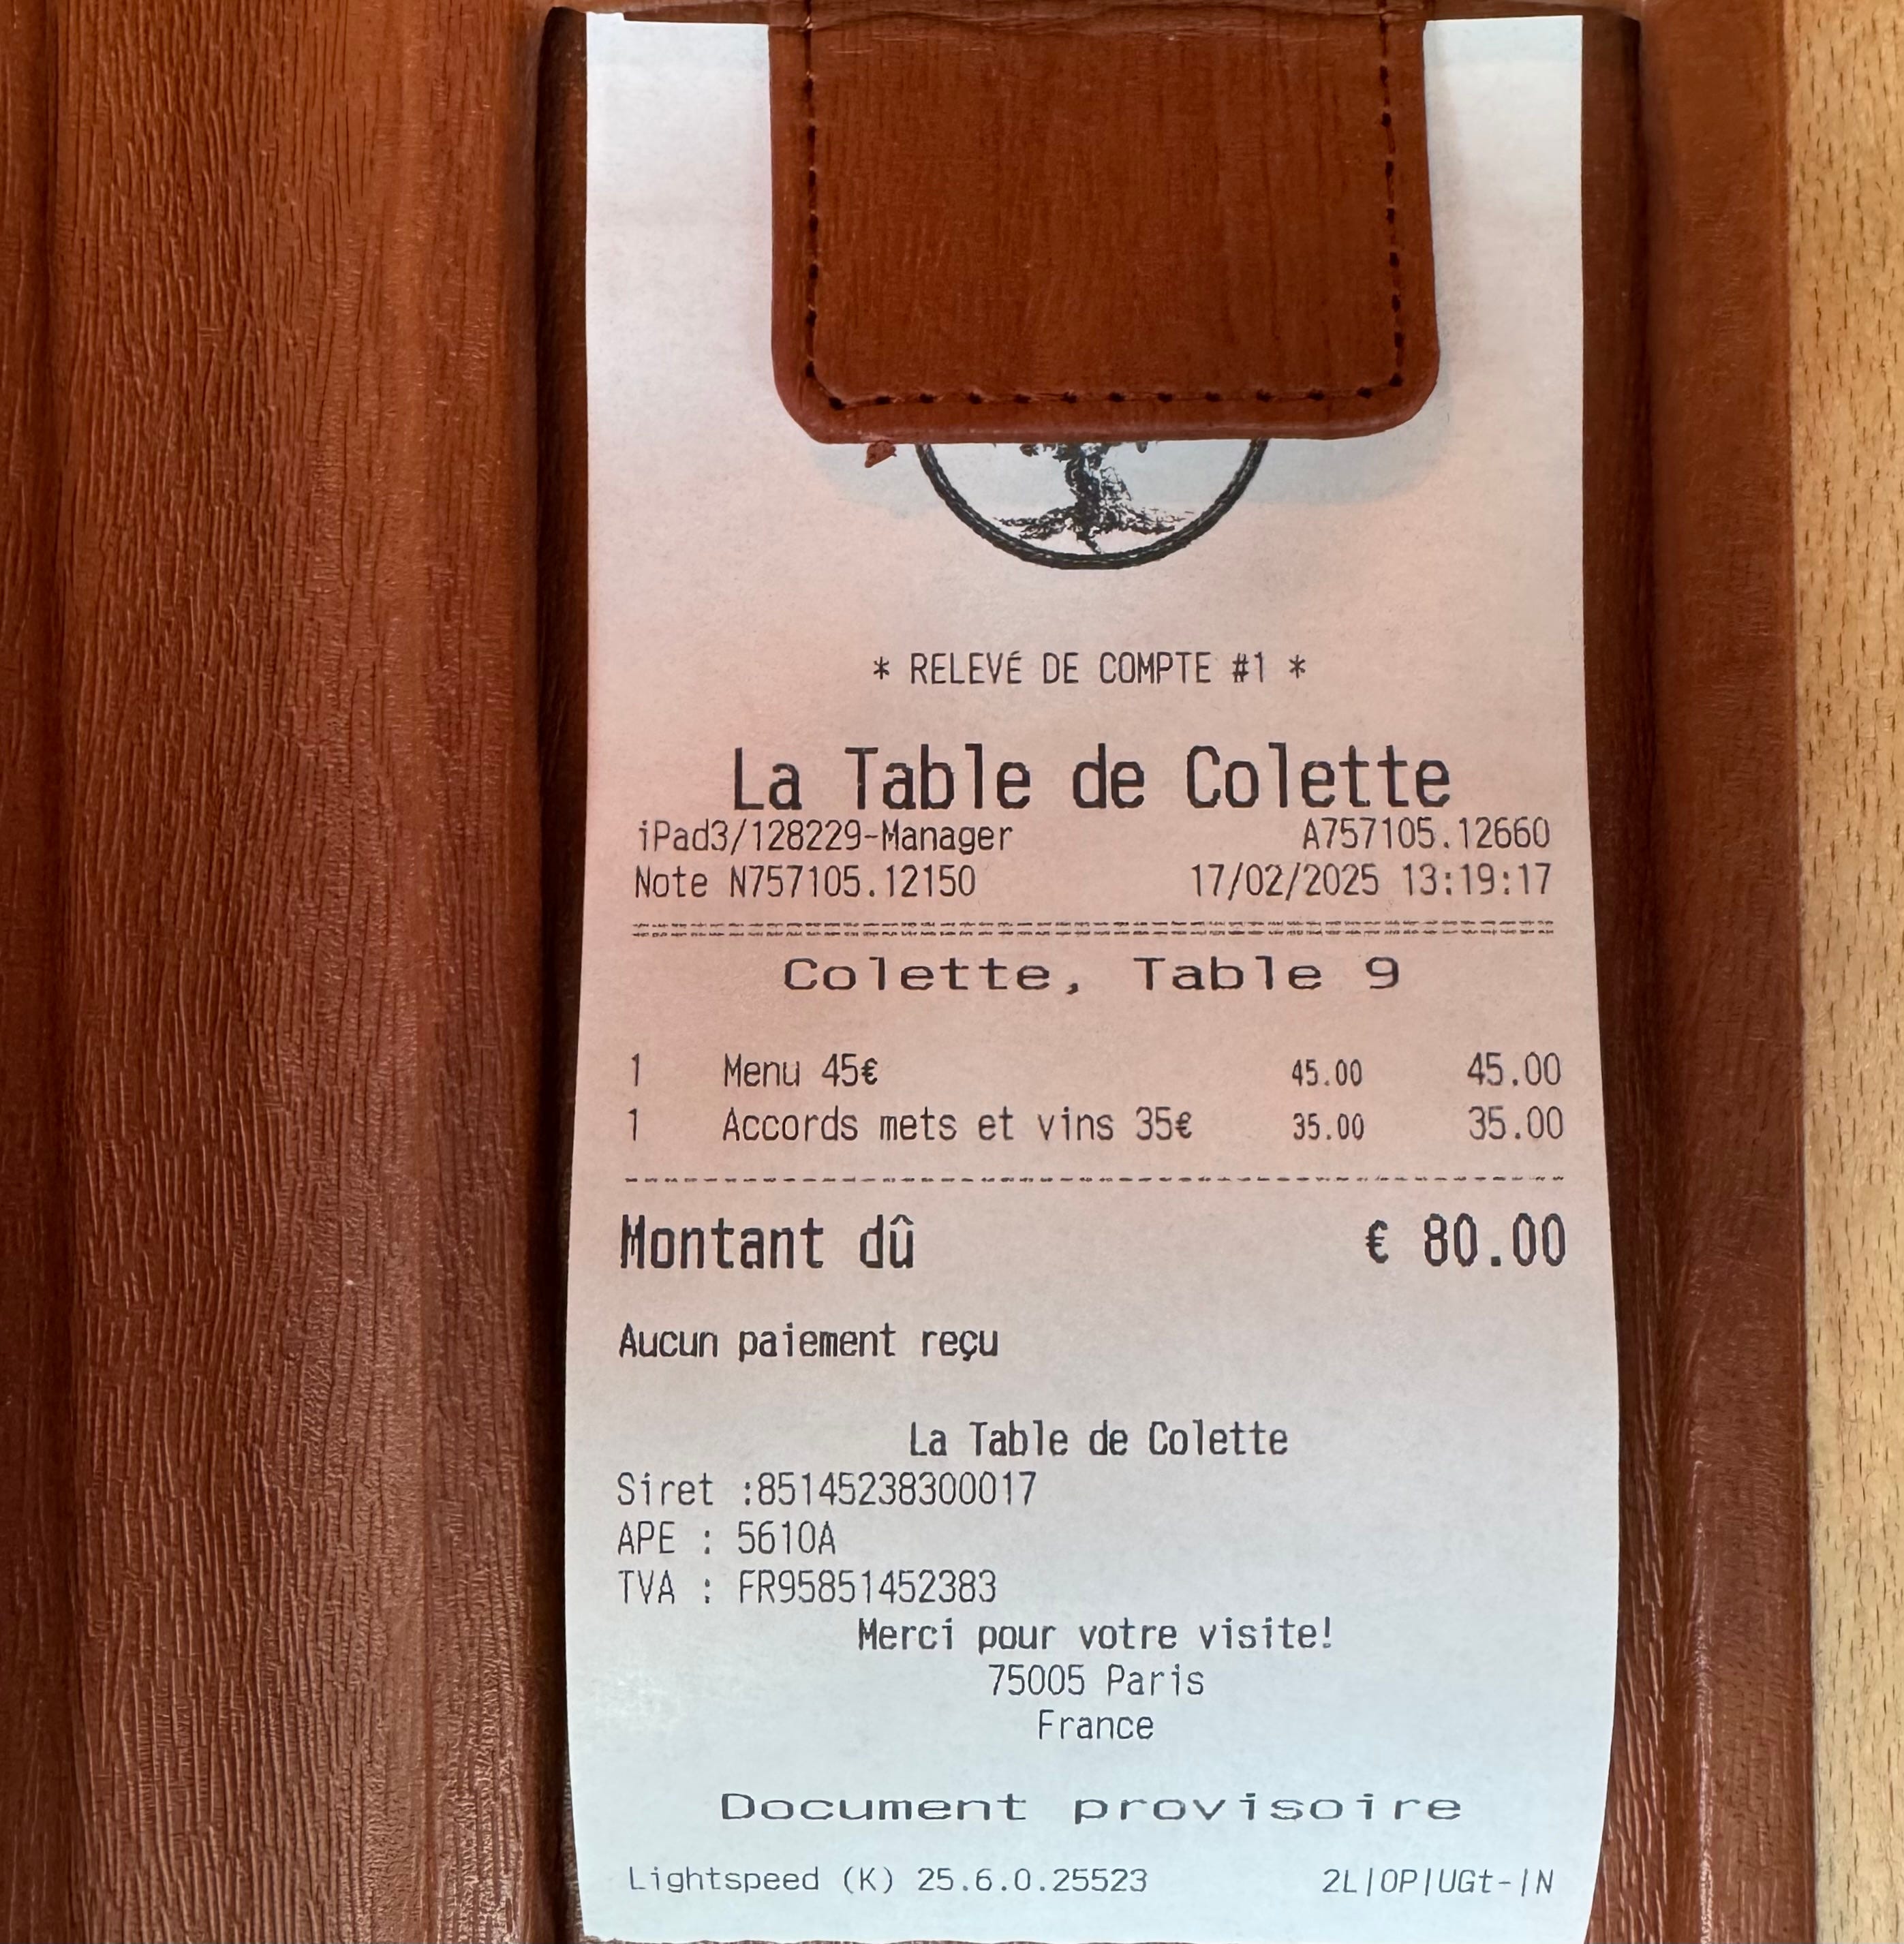 * RELEVÉ DE COMPTE #1 *
La Table de Colette
iPad3/128229-Manager A757105.12660
Note N757105.12150 17/02/2025 13:19:17
Colette, Table 9
1 Menu 45€ 45.00 45.00
1 Accords mets et vins 35€ 35.00 35.00
Montant dû € 80.00
Aucun paiement reçu
La Table de Colette
Siret :85145238300017
APE : 5610A
TVA : FR95851452383
Merci pour votre visite!
75005 Paris
France
Document provisoire
Lightspeed (K) 25.6.0.25523 2L|OP|UGt-|N